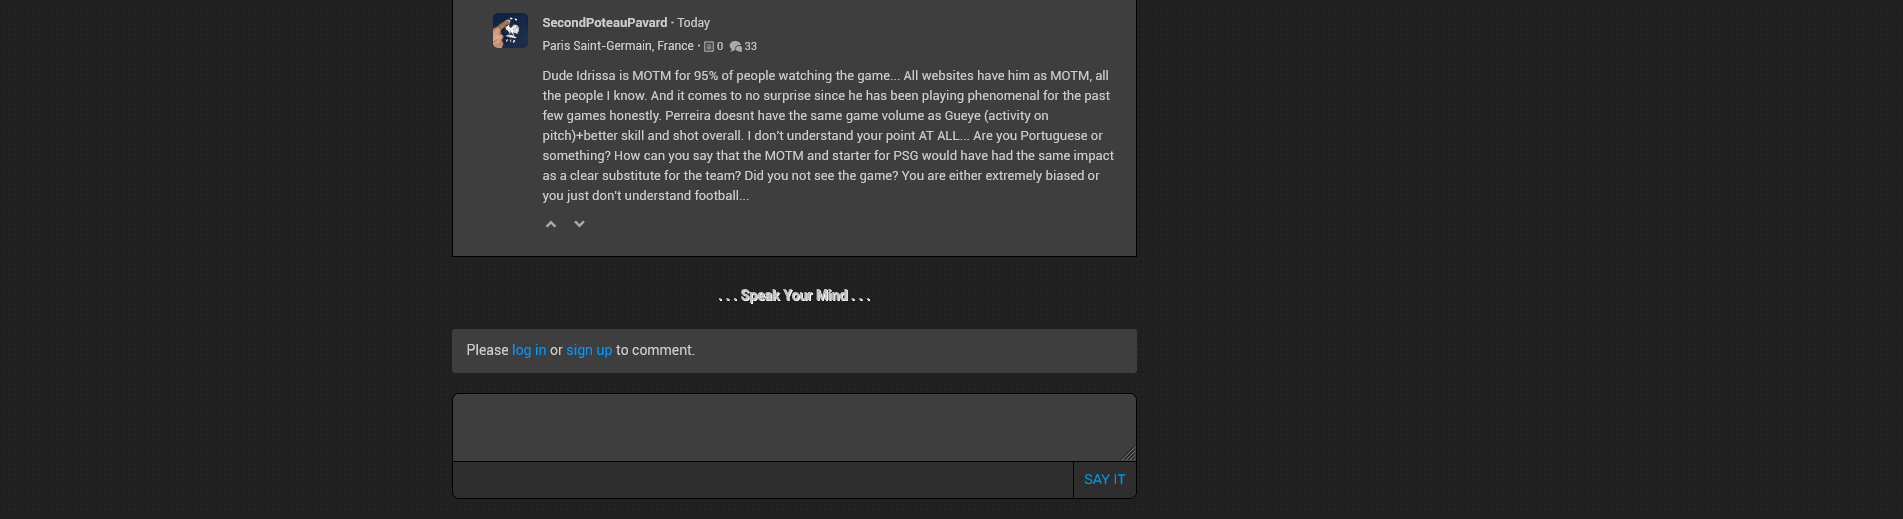 SecondPoteauPavard · Today
Paris Saint-Germain, France · 0 33
Dude Idrissa is MOTM for 95% of people watching the game... All websites have him as MOTM, all
the people I know. And it comes to no surprise since he has been playing phenomenal for the past
few games honestly. Perreira doesnt have the same game volume as Gueye (activity on
pitch)+better skill and shot overall. I don't understand your point AT ALL... Are you Portuguese or
something? How can you say that the MOTM and starter for PSG would have had the same impact
as a clear substitute for the team? Did you not see the game? You are either extremely biased or
you just don't understand football...
. . . Speak Your Mind . . .
Please log in or sign up to comment.
SAY IT